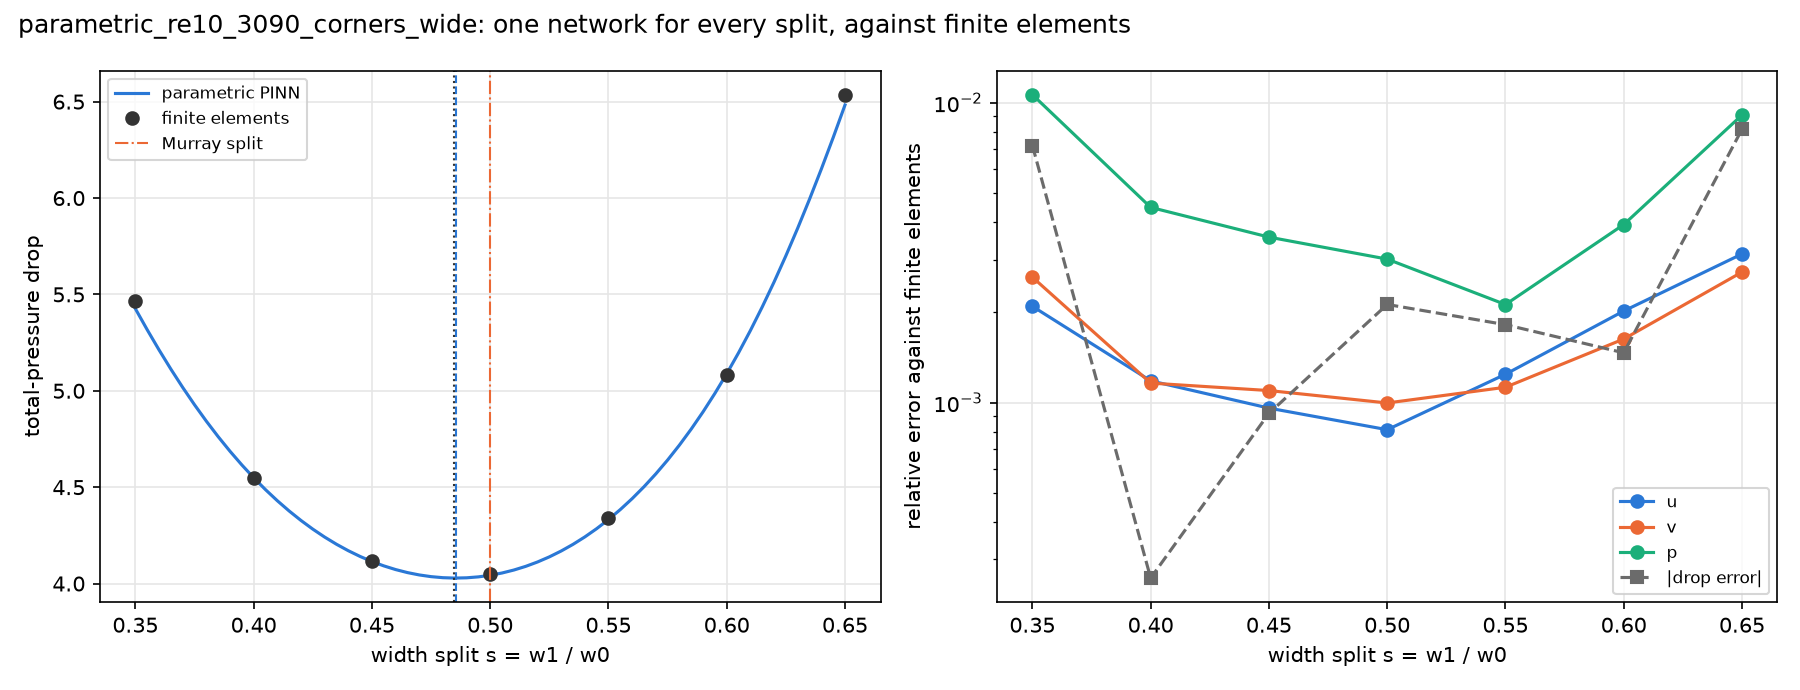 parametric_re10_3090_corners_wide: one network for every split, against finite elements
total-pressure drop
6.5
6.0
5.5
5.0
4.5
4.0
parametric PINN
finite elements
Murray split
0.35 0.40 0.45 0.50 0.55 0.60 0.65
width split s = w1 / w0
relative error against finite elements
10⁻²
10⁻³
u
v
p
|drop error|
0.35 0.40 0.45 0.50 0.55 0.60 0.65
width split s = w1 / w0